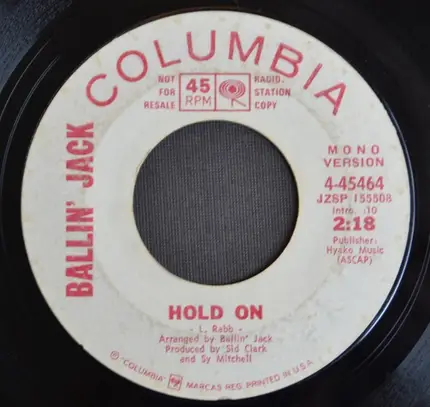 COLUMBIA
NOT FOR RESALE
45 RPM
RADIO STATION COPY
BALLIN' JACK
MONO
VERSION
4-45464
JZSP 155508
Intro. :10
2:18
Publisher:
Hyako Music
(ASCAP)
HOLD ON
- L. Rabb -
Arranged by Ballin' Jack
Produced by Sid Clark
and Sy Mitchell
℗ "COLUMBIA" MARCAS REG. PRINTED IN U.S.A.